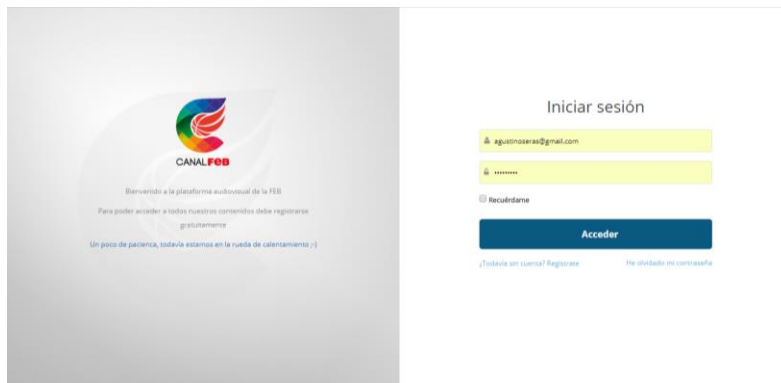 CANALFEB
Bienvenido a la plataforma audiovisual de la FEB
Para poder acceder a todos nuestros contenidos debe registrarse
gratuitamente
Un poco de paciencia, todavía estamos en la rueda de calentamiento ;-)
Iniciar sesión
agustinoseras@gmail.com
•••••••••
Recuérdame
Acceder
¿Todavía sin cuenta? Regístrate
He olvidado mi contraseña